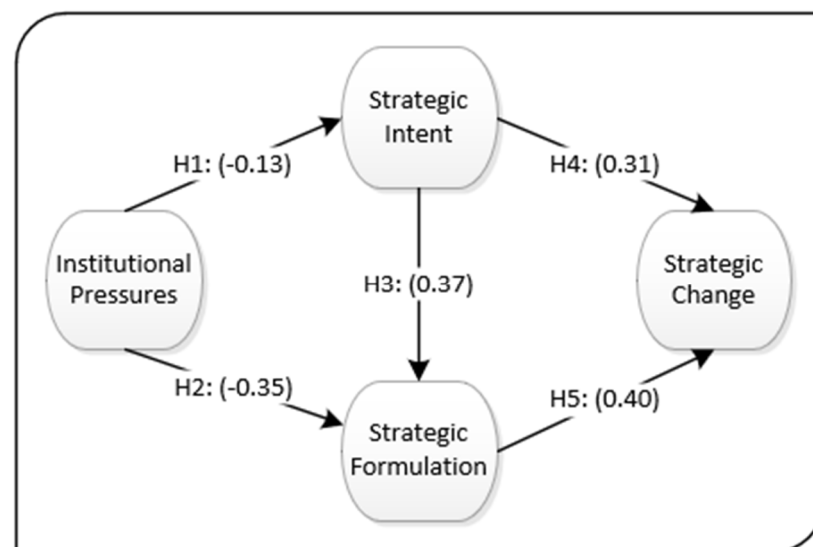 Strategic
Intent
H1: (-0.13)
H4: (0.31)
Institutional
Pressures
H3: (0.37)
Strategic
Change
H2: (-0.35)
H5: (0.40)
Strategic
Formulation